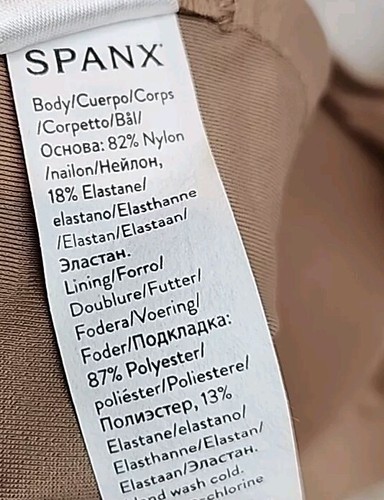 SPANX
Body/Cuerpo/Corps
/Corpetto/Bål/
Основа: 82% Nylon
/nailon/Нейлон,
18% Elastane/
elastano/Elasthanne
/Elastan/Elastaan/
Эластан.
Lining/Forro/
Doublure/Futter/
Fodera/Voering/
Foder/Подкладка:
87% Polyester/
poliéster/Poliestere/
Полиэстер, 13%
Elastane/elastano/
Elasthanne/Elastan/
Elastaan/Эластан.
wash cold.
chlorine